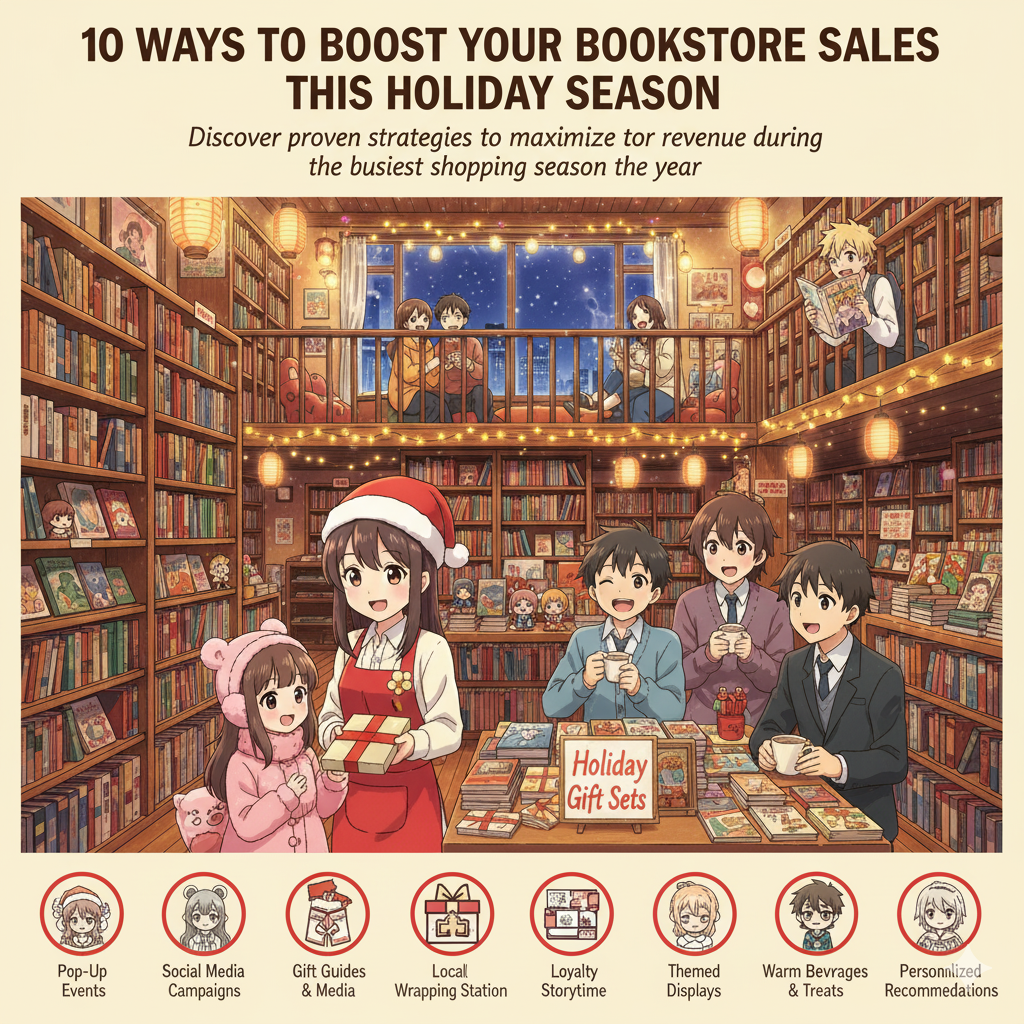 10 WAYS TO BOOST YOUR BOOKSTORE SALES
THIS HOLIDAY SEASON
Discover proven strategies to maximize tor revenue during
the busiest shopping season the year
Holiday
Gift Sets
Pop-Up
Events
Social Media
Campaigns
Gift Guides
& Media
Local
Wrapping Station
Loyalty
Storytime
Themed
Displays
Warm Bevrages
& Treats
Recommedations